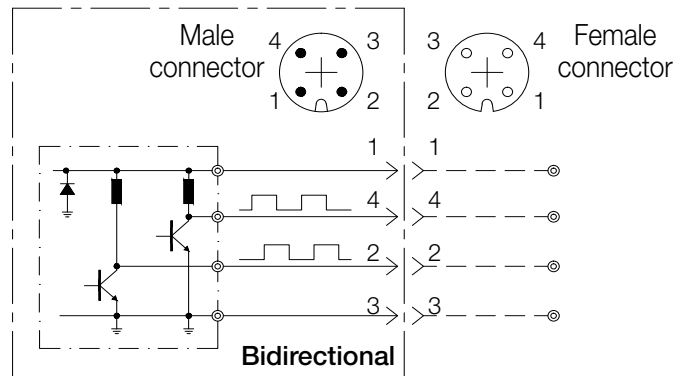 Male
connector
4 3
1 2
3 4
2 1
Female
connector
1 1
4 4
2 2
3 3
Bidirectional